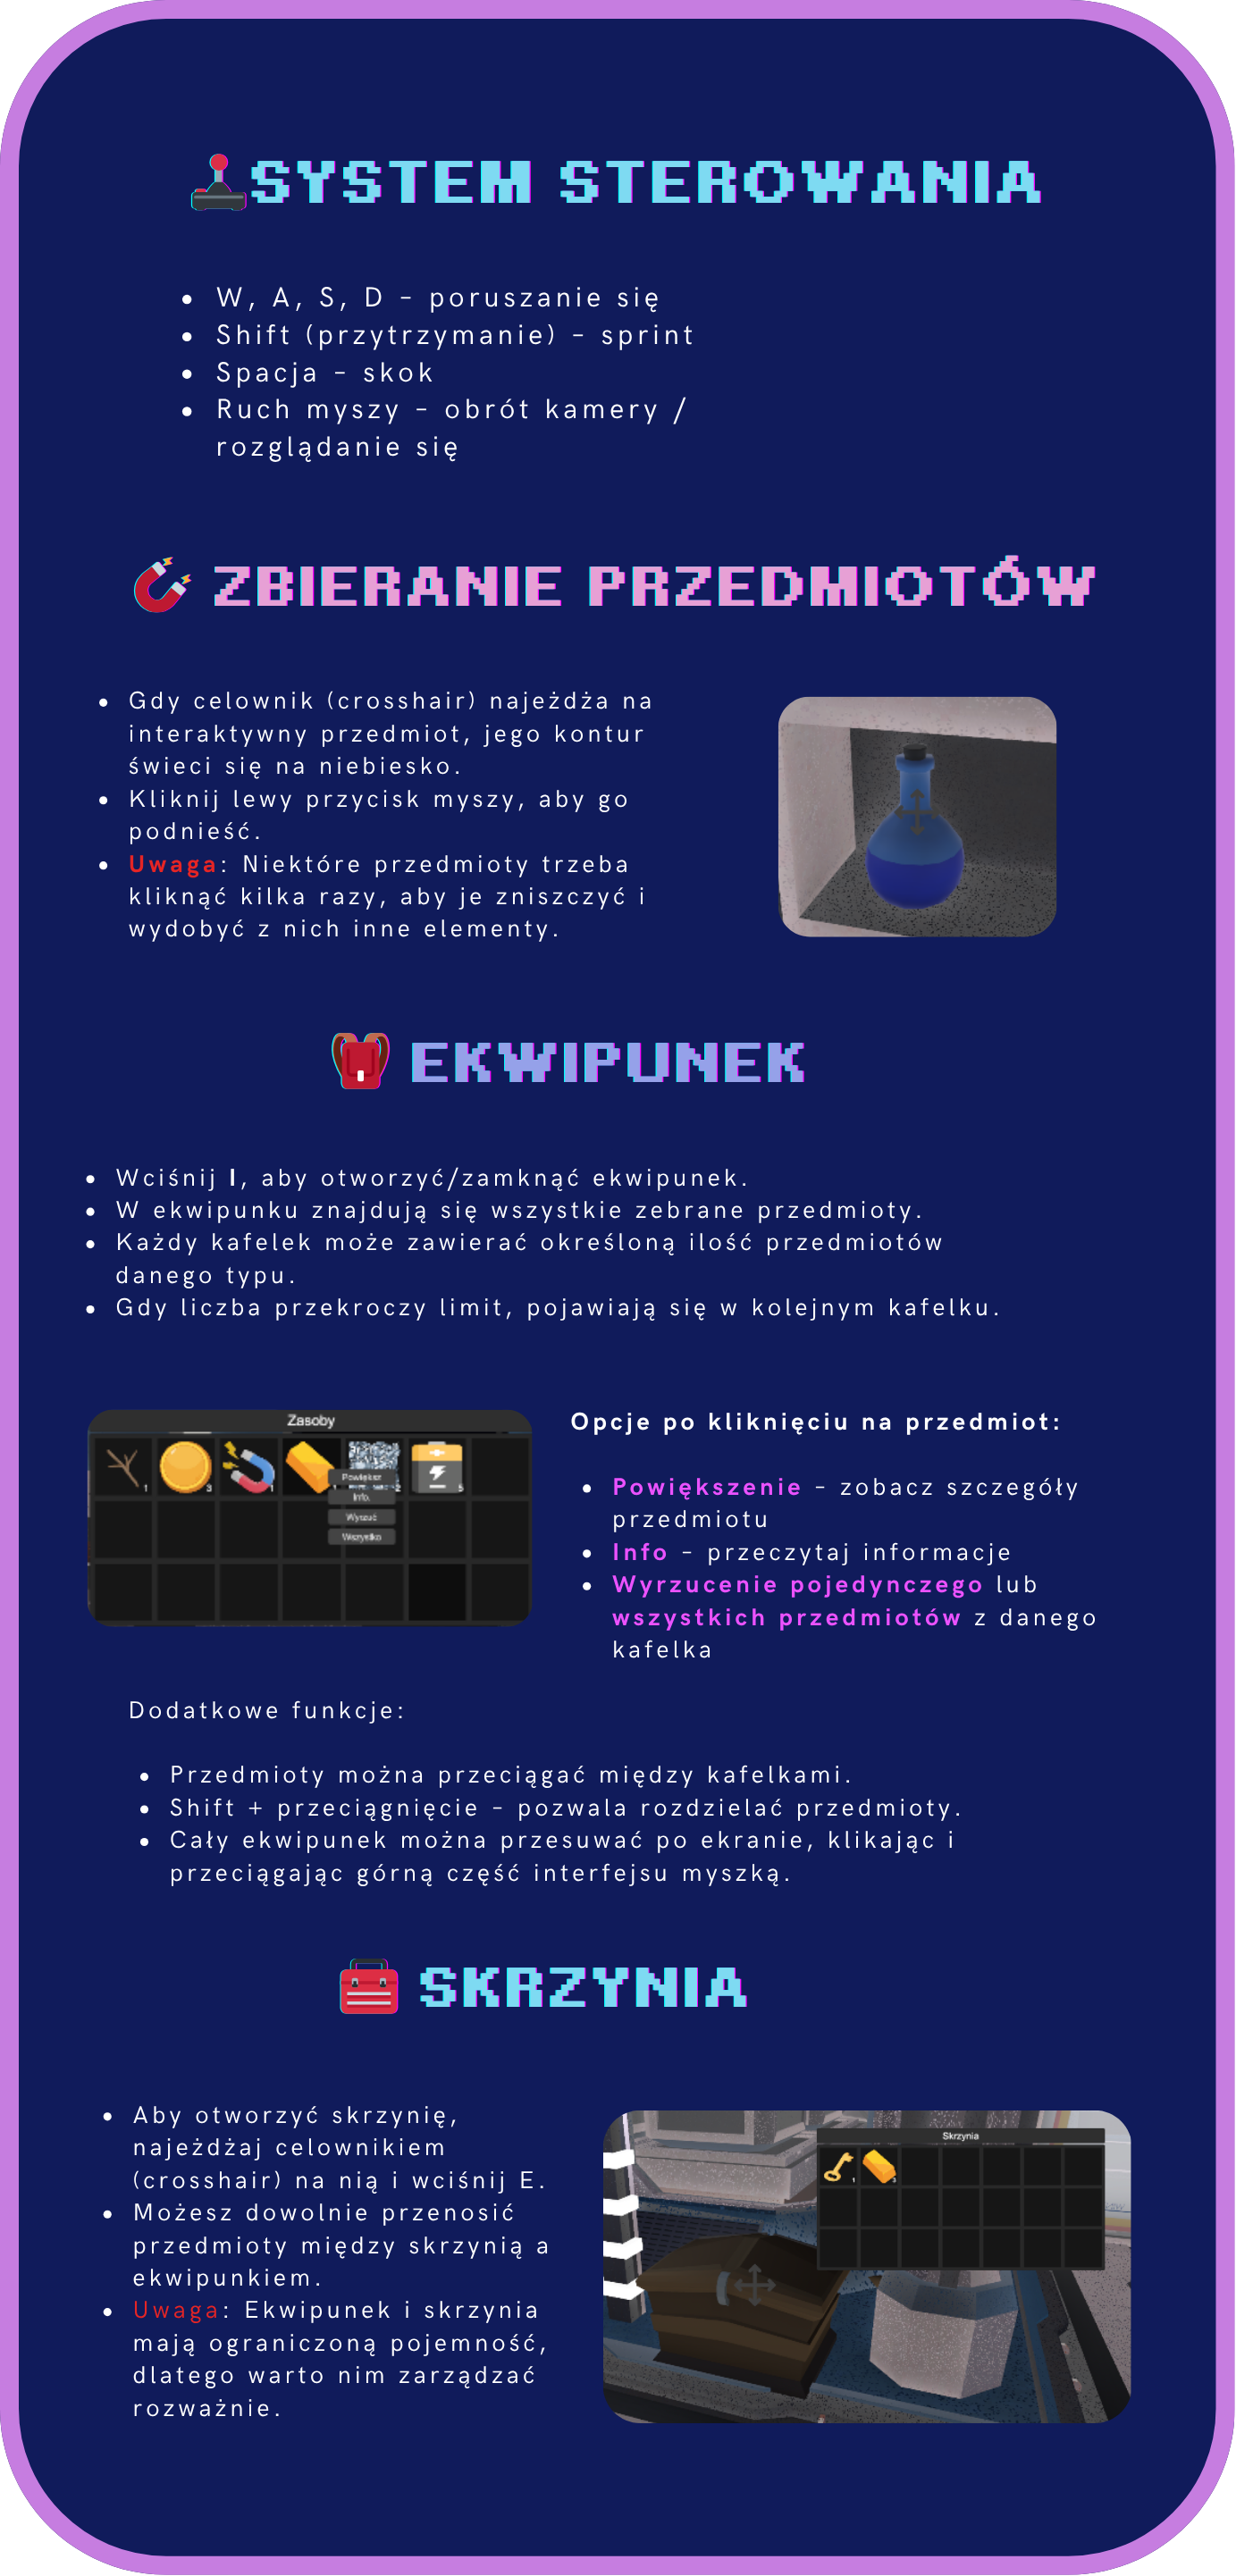 SYSTEM STEROWANIA
• W, A, S, D – poruszanie się
• Shift (przytrzymanie) – sprint
• Spacja – skok
• Ruch myszy – obrót kamery /
rozglądanie się
ZBIERANIE PRZEDMIOTÓW
• Gdy celownik (crosshair) najeżdża na
interaktywny przedmiot, jego kontur
świeci się na niebiesko.
• Kliknij lewy przycisk myszy, aby go
podnieść.
• Uwaga: Niektóre przedmioty trzeba
kliknąć kilka razy, aby je zniszczyć i
wydobyć z nich inne elementy.
EKWIPUNEK
• Wciśnij I, aby otworzyć/zamknąć ekwipunek.
• W ekwipunku znajdują się wszystkie zebrane przedmioty.
• Każdy kafelek może zawierać określoną ilość przedmiotów
danego typu.
• Gdy liczba przekroczy limit, pojawiają się w kolejnym kafelku.
Zasoby
1 3 1 2 5
Powiększ
Info.
Wyrzuć
Wszystko
Opcje po kliknięciu na przedmiot:
• Powiększenie – zobacz szczegóły
przedmiotu
• Info – przeczytaj informacje
• Wyrzucenie pojedynczego lub
wszystkich przedmiotów z danego
kafelka
Dodatkowe funkcje:
• Przedmioty można przeciągać między kafelkami.
• Shift + przeciągnięcie – pozwala rozdzielać przedmioty.
• Cały ekwipunek można przesuwać po ekranie, klikając i
przeciągając górną część interfejsu myszką.
SKRZYNIA
• Aby otworzyć skrzynię,
najeżdżaj celownikiem
(crosshair) na nią i wciśnij E.
• Możesz dowolnie przenosić
przedmioty między skrzynią a
ekwipunkiem.
• Uwaga: Ekwipunek i skrzynia
mają ograniczoną pojemność,
dlatego warto nim zarządzać
rozważnie.
Skrzynia